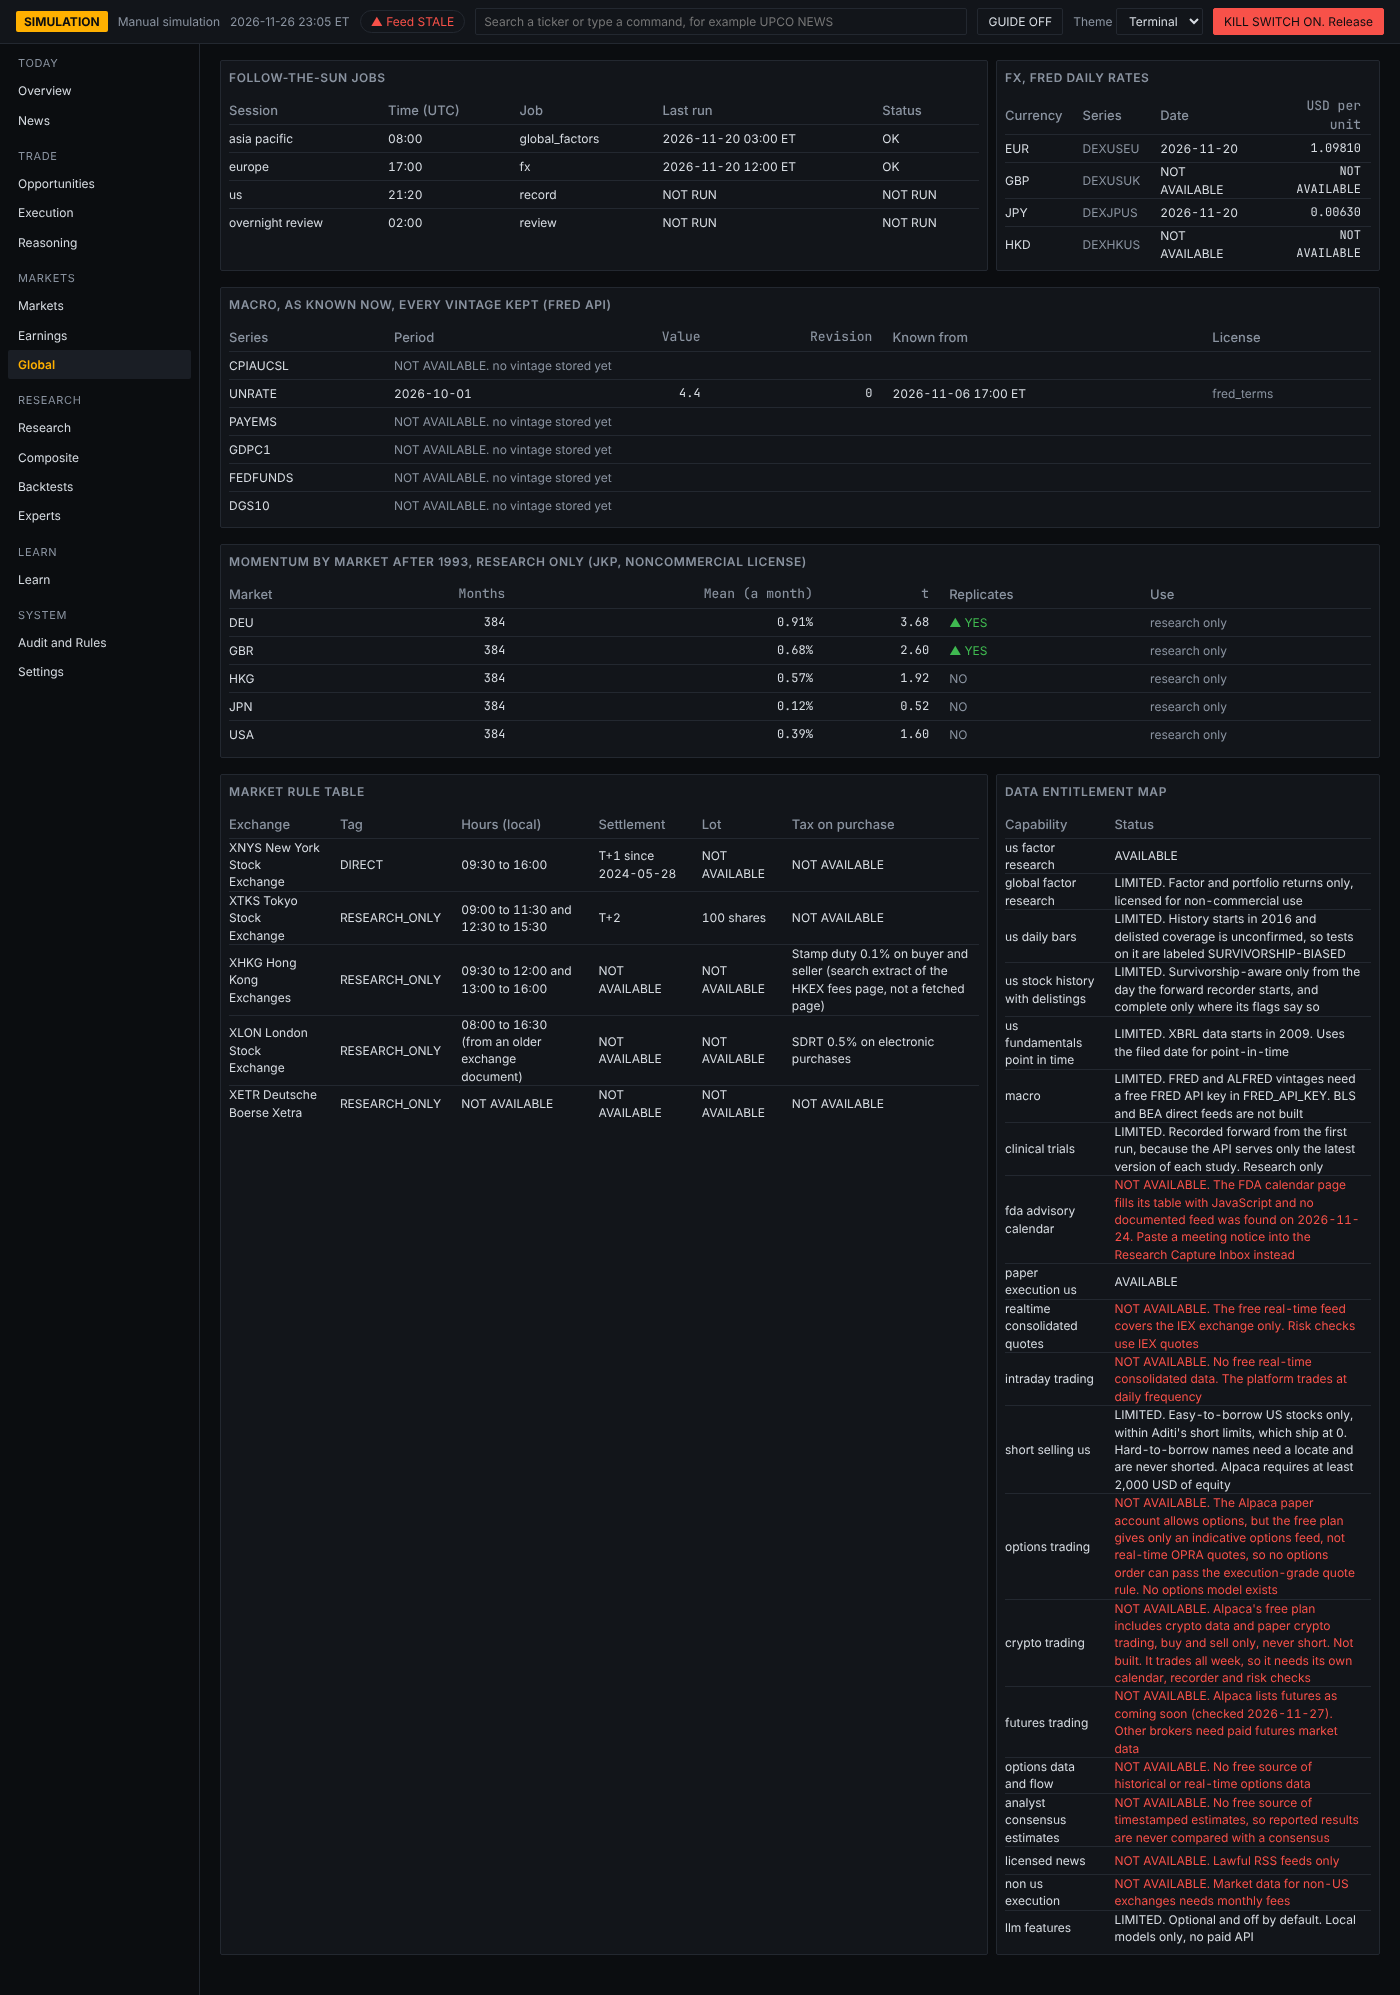 SIMULATION Manual simulation 2026-11-26 23:05 ET ▲ Feed STALE Search a ticker or type a command, for example UPCO NEWS GUIDE OFF Theme Terminal KILL SWITCH ON. Release
TODAY
Overview
News
TRADE
Opportunities
Execution
Reasoning
MARKETS
Markets
Earnings
Global
RESEARCH
Research
Composite
Backtests
Experts
LEARN
Learn
SYSTEM
Audit and Rules
Settings
FOLLOW-THE-SUN JOBS
Session Time (UTC) Job Last run Status
asia pacific 08:00 global_factors 2026-11-20 03:00 ET OK
europe 17:00 fx 2026-11-20 12:00 ET OK
us 21:20 record NOT RUN NOT RUN
overnight review 02:00 review NOT RUN NOT RUN
FX, FRED DAILY RATES
Currency Series Date USD per
unit
EUR DEXUSEU 2026-11-20 1.09810
GBP DEXUSUK NOT AVAILABLE NOT AVAILABLE
JPY DEXJPUS 2026-11-20 0.00630
HKD DEXHKUS NOT AVAILABLE NOT AVAILABLE
MACRO, AS KNOWN NOW, EVERY VINTAGE KEPT (FRED API)
Series Period Value Revision Known from License
CPIAUCSL NOT AVAILABLE. no vintage stored yet
UNRATE 2026-10-01 4.4 0 2026-11-06 17:00 ET fred_terms
PAYEMS NOT AVAILABLE. no vintage stored yet
GDPC1 NOT AVAILABLE. no vintage stored yet
FEDFUNDS NOT AVAILABLE. no vintage stored yet
DGS10 NOT AVAILABLE. no vintage stored yet
MOMENTUM BY MARKET AFTER 1993, RESEARCH ONLY (JKP, NONCOMMERCIAL LICENSE)
Market Months Mean (a month) t Replicates Use
DEU 384 0.91% 3.68 ▲ YES research only
GBR 384 0.68% 2.60 ▲ YES research only
HKG 384 0.57% 1.92 NO research only
JPN 384 0.12% 0.52 NO research only
USA 384 0.39% 1.60 NO research only
MARKET RULE TABLE
Exchange Tag Hours (local) Settlement Lot Tax on purchase
XNYS New York
Stock
Exchange
DIRECT
09:30 to 16:00
T+1 since
2024-05-28
NOT
AVAILABLE
NOT AVAILABLE
XTKS Tokyo
Stock
Exchange
RESEARCH_ONLY
09:00 to 11:30 and
12:30 to 15:30
T+2
100 shares
NOT AVAILABLE
XHKG Hong
Kong
Exchanges
RESEARCH_ONLY
09:30 to 12:00 and
13:00 to 16:00
NOT
AVAILABLE
NOT
AVAILABLE
Stamp duty 0.1% on buyer and
seller (search extract of the
HKEX fees page, not a fetched
page)
XLON London
Stock
Exchange
RESEARCH_ONLY
08:00 to 16:30
(from an older
exchange
document)
NOT
AVAILABLE
NOT
AVAILABLE
SDRT 0.5% on electronic
purchases
XETR Deutsche
Boerse Xetra
RESEARCH_ONLY
NOT AVAILABLE
NOT
AVAILABLE
NOT
AVAILABLE
NOT AVAILABLE
DATA ENTITLEMENT MAP
Capability Status
us factor
research
AVAILABLE
global factor
research
LIMITED. Factor and portfolio returns only,
licensed for non-commercial use
us daily bars
LIMITED. History starts in 2016 and
delisted coverage is unconfirmed, so tests
on it are labeled SURVIVORSHIP-BIASED
us stock history
with delistings
LIMITED. Survivorship-aware only from the
day the forward recorder starts, and
complete only where its flags say so
us
fundamentals
point in time
LIMITED. XBRL data starts in 2009. Uses
the filed date for point-in-time
macro
LIMITED. FRED and ALFRED vintages need
a free FRED API key in FRED_API_KEY. BLS
and BEA direct feeds are not built
clinical trials
LIMITED. Recorded forward from the first
run, because the API serves only the latest
version of each study. Research only
fda advisory
calendar
NOT AVAILABLE. The FDA calendar page
fills its table with JavaScript and no
documented feed was found on 2026-11-
24. Paste a meeting notice into the
Research Capture Inbox instead
paper
execution us
AVAILABLE
realtime
consolidated
quotes
NOT AVAILABLE. The free real-time feed
covers the IEX exchange only. Risk checks
use IEX quotes
intraday trading
NOT AVAILABLE. No free real-time
consolidated data. The platform trades at
daily frequency
short selling us
LIMITED. Easy-to-borrow US stocks only,
within Aditi's short limits, which ship at 0.
Hard-to-borrow names need a locate and
are never shorted. Alpaca requires at least
2,000 USD of equity
options trading
NOT AVAILABLE. The Alpaca paper
account allows options, but the free plan
gives only an indicative options feed, not
real-time OPRA quotes, so no options
order can pass the execution-grade quote
rule. No options model exists
crypto trading
NOT AVAILABLE. Alpaca's free plan
includes crypto data and paper crypto
trading, buy and sell only, never short. Not
built. It trades all week, so it needs its own
calendar, recorder and risk checks
futures trading
NOT AVAILABLE. Alpaca lists futures as
coming soon (checked 2026-11-27).
Other brokers need paid futures market
data
options data
and flow
NOT AVAILABLE. No free source of
historical or real-time options data
analyst
consensus
estimates
NOT AVAILABLE. No free source of
timestamped estimates, so reported results
are never compared with a consensus
licensed news
NOT AVAILABLE. Lawful RSS feeds only
non us
execution
NOT AVAILABLE. Market data for non-US
exchanges needs monthly fees
llm features
LIMITED. Optional and off by default. Local
models only, no paid API